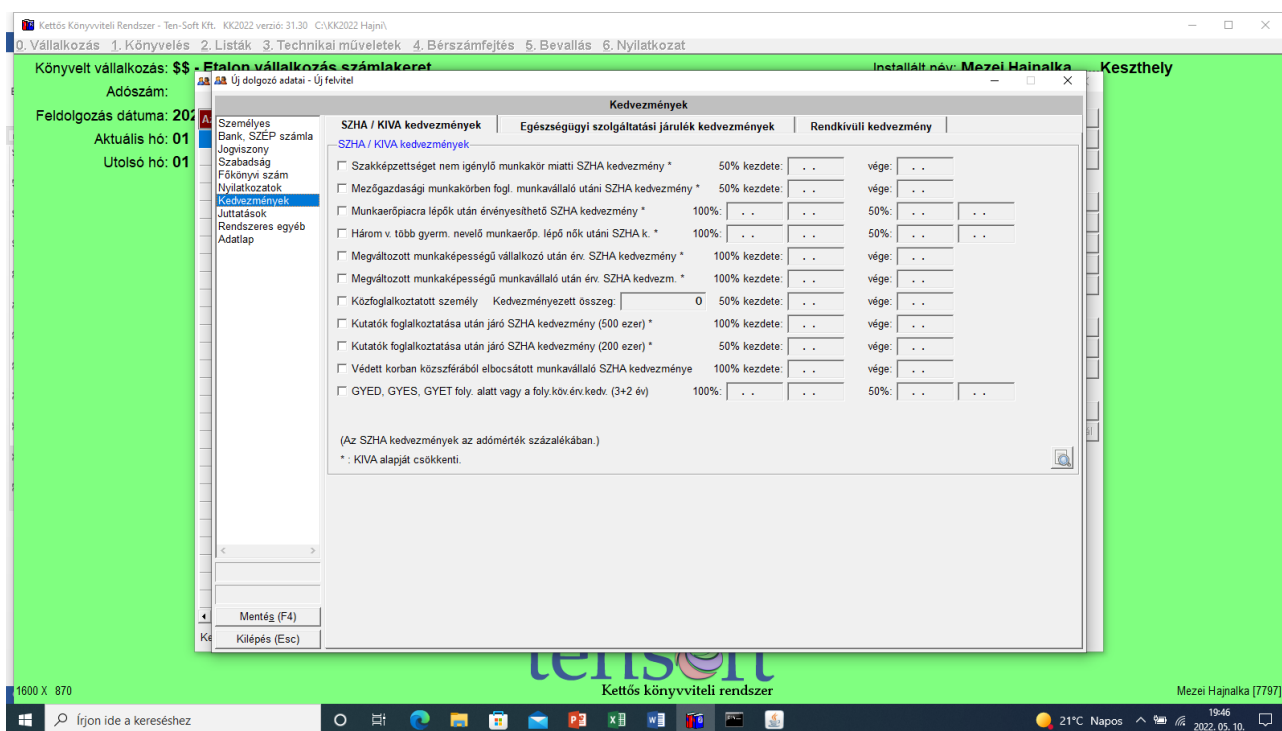 Kettős Könyvviteli Rendszer - Ten-Soft Kft. KK2022 verzió: 31.30 C:\KK2022 Hajni\
0. Vállalkozás 1. Könyvelés 2. Listák 3. Technikai műveletek 4. Bérszámfejtés 5. Bevallás 6. Nyilatkozat
Könyvelt vállalkozás: $$ - Etalon vállalkozás számlakeret
Installált név: Mezei Hajnalka Keszthely
Adószám:
Feldolgozás dátuma: 202
Aktuális hó: 01
Utolsó hó: 01
Új dolgozó adatai - Új felvitel
Kedvezmények
Személyes
Bank, SZÉP számla
Jogviszony
Szabadság
Főkönyvi szám
Nyilatkozatok
Kedvezmények
Juttatások
Rendszeres egyéb
Adatlap
SZHA / KIVA kedvezmények Egészségügyi szolgáltatási járulék kedvezmények Rendkívüli kedvezmény
SZHA / KIVA kedvezmények
Szakképzettséget nem igénylő munkakör miatti SZHA kedvezmény * 50% kezdete: . . vége: . .
Mezőgazdasági munkakörben fogl. munkavállaló utáni SZHA kedvezmény * 50% kezdete: . . vége: . .
Munkaerőpiacra lépők után érvényesíthető SZHA kedvezmény * 100%: . . . . 50%: . . . .
Három v. több gyerm. nevelő munkaerőp. lépő nők utáni SZHA k. * 100%: . . . . 50%: . . . .
Megváltozott munkaképességű vállalkozó után érv. SZHA kedvezmény * 100% kezdete: . . vége: . .
Megváltozott munkaképességű munkavállaló után érv. SZHA kedvezm. * 100% kezdete: . . vége: . .
Közfoglalkoztatott személy Kedvezményezett összeg: 0 50% kezdete: . . vége: . .
Kutatók foglalkoztatása után járó SZHA kedvezmény (500 ezer) * 100% kezdete: . . vége: . .
Kutatók foglalkoztatása után járó SZHA kedvezmény (200 ezer) * 50% kezdete: . . vége: . .
Védett korban közszférából elbocsátott munkavállaló SZHA kedvezménye 100% kezdete: . . vége: . .
GYED, GYES, GYET foly. alatt vagy a foly.köv.érv.kedv. (3+2 év) 100%: . . . . 50%: . . . .
(Az SZHA kedvezmények az adómérték százalékában.)
* : KIVA alapját csökkenti.
Mentés (F4)
Kilépés (Esc)
Ke
tensoft
Kettős könyvviteli rendszer
1600 X 870
Mezei Hajnalka [7797]
Írjon ide a kereséshez
21°C Napos
19:46
2022. 05. 10.